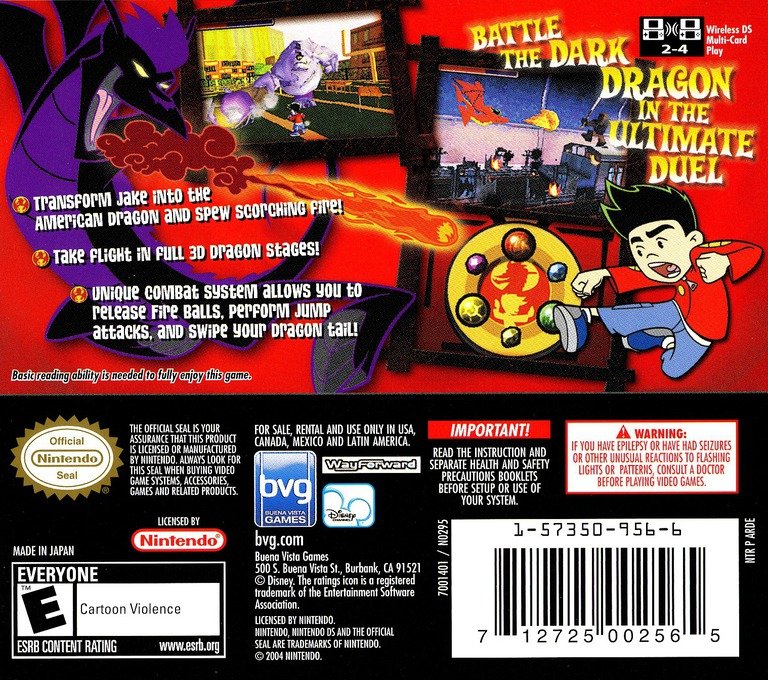 BATTLE
THE DARK
DRAGON
IN THE
ULTIMATE
DUEL
2-4
Wireless DS
Multi-Card
Play
TRANSFORM JAKE INTO THE
AMERICAN DRAGON AND SPEW SCORCHING FIRE!
TAKE FLIGHT IN FULL 3D DRAGON STAGES!
UNIQUE COMBAT SYSTEM ALLOWS YOU TO
RELEASE FIRE BALLS, PERFORM JUMP
ATTACKS, AND SWIPE YOUR DRAGON TAIL!
Basic reading ability is needed to fully enjoy this game.
Official
Nintendo
Seal
®
THE OFFICIAL SEAL IS YOUR
ASSURANCE THAT THIS PRODUCT
IS LICENSED OR MANUFACTURED
BY NINTENDO. ALWAYS LOOK FOR
THIS SEAL WHEN BUYING VIDEO
GAME SYSTEMS, ACCESSORIES,
GAMES AND RELATED PRODUCTS.
LICENSED BY
Nintendo®
MADE IN JAPAN
EVERYONE
TM
E
Cartoon Violence
ESRB CONTENT RATING www.esrb.org
FOR SALE, RENTAL AND USE ONLY IN USA,
CANADA, MEXICO AND LATIN AMERICA.
bvg
BUENA VISTA
GAMES
WayForward
Disney
CHANNEL
bvg.com
Buena Vista Games
500 S. Buena Vista St., Burbank, CA 91521
© Disney. The ratings icon is a registered
trademark of the Entertainment Software
Association.
LICENSED BY NINTENDO.
NINTENDO, NINTENDO DS AND THE OFFICIAL
SEAL ARE TRADEMARKS OF NINTENDO.
© 2004 NINTENDO.
IMPORTANT!
READ THE INSTRUCTION AND
SEPARATE HEALTH AND SAFETY
PRECAUTIONS BOOKLETS
BEFORE SETUP OR USE OF
YOUR SYSTEM.
WARNING:
IF YOU HAVE EPILEPSY OR HAVE HAD SEIZURES
OR OTHER UNUSUAL REACTIONS TO FLASHING
LIGHTS OR PATTERNS, CONSULT A DOCTOR
BEFORE PLAYING VIDEO GAMES.
7001401 / N0295
1-57350-956-6
7 12725 00256 5
NTR P ARDE